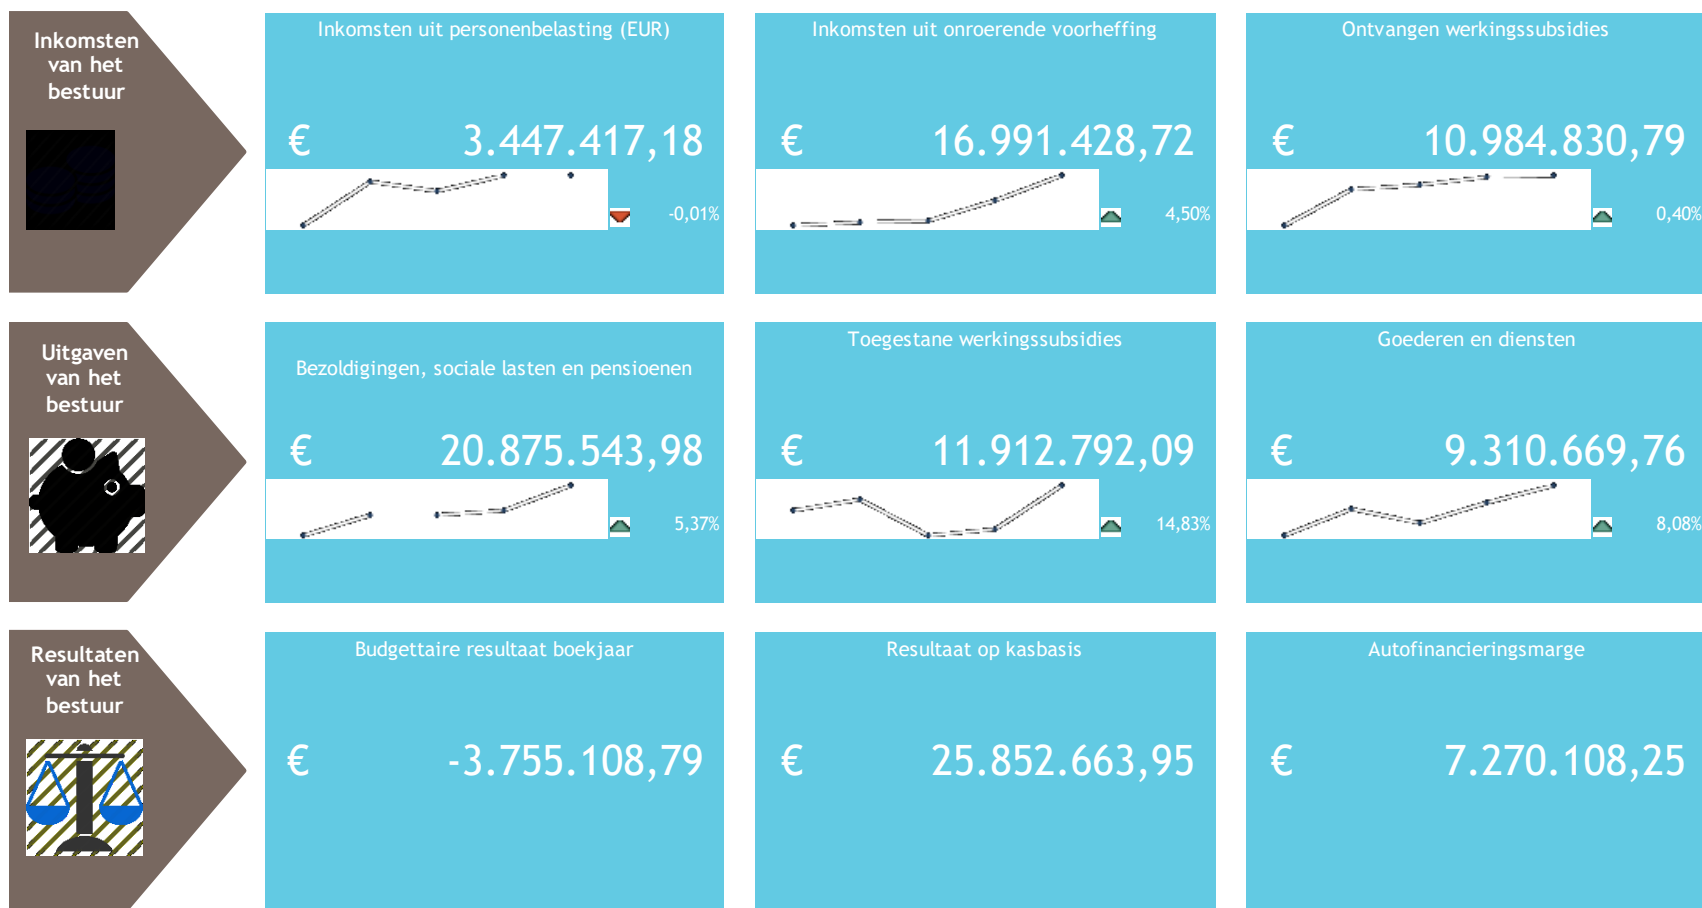 Inkomsten
van het
bestuur
Inkomsten uit personenbelasting (EUR)
€ 3.447.417,18
-0,01%
Inkomsten uit onroerende voorheffing
€ 16.991.428,72
4,50%
Ontvangen werkingssubsidies
€ 10.984.830,79
0,40%
Uitgaven
van het
bestuur
Bezoldigingen, sociale lasten en pensioenen
€ 20.875.543,98
5,37%
Toegestane werkingssubsidies
€ 11.912.792,09
14,83%
Goederen en diensten
€ 9.310.669,76
8,08%
Resultaten
van het
bestuur
Budgettaire resultaat boekjaar
€ -3.755.108,79
Resultaat op kasbasis
€ 25.852.663,95
Autofinancieringsmarge
€ 7.270.108,25